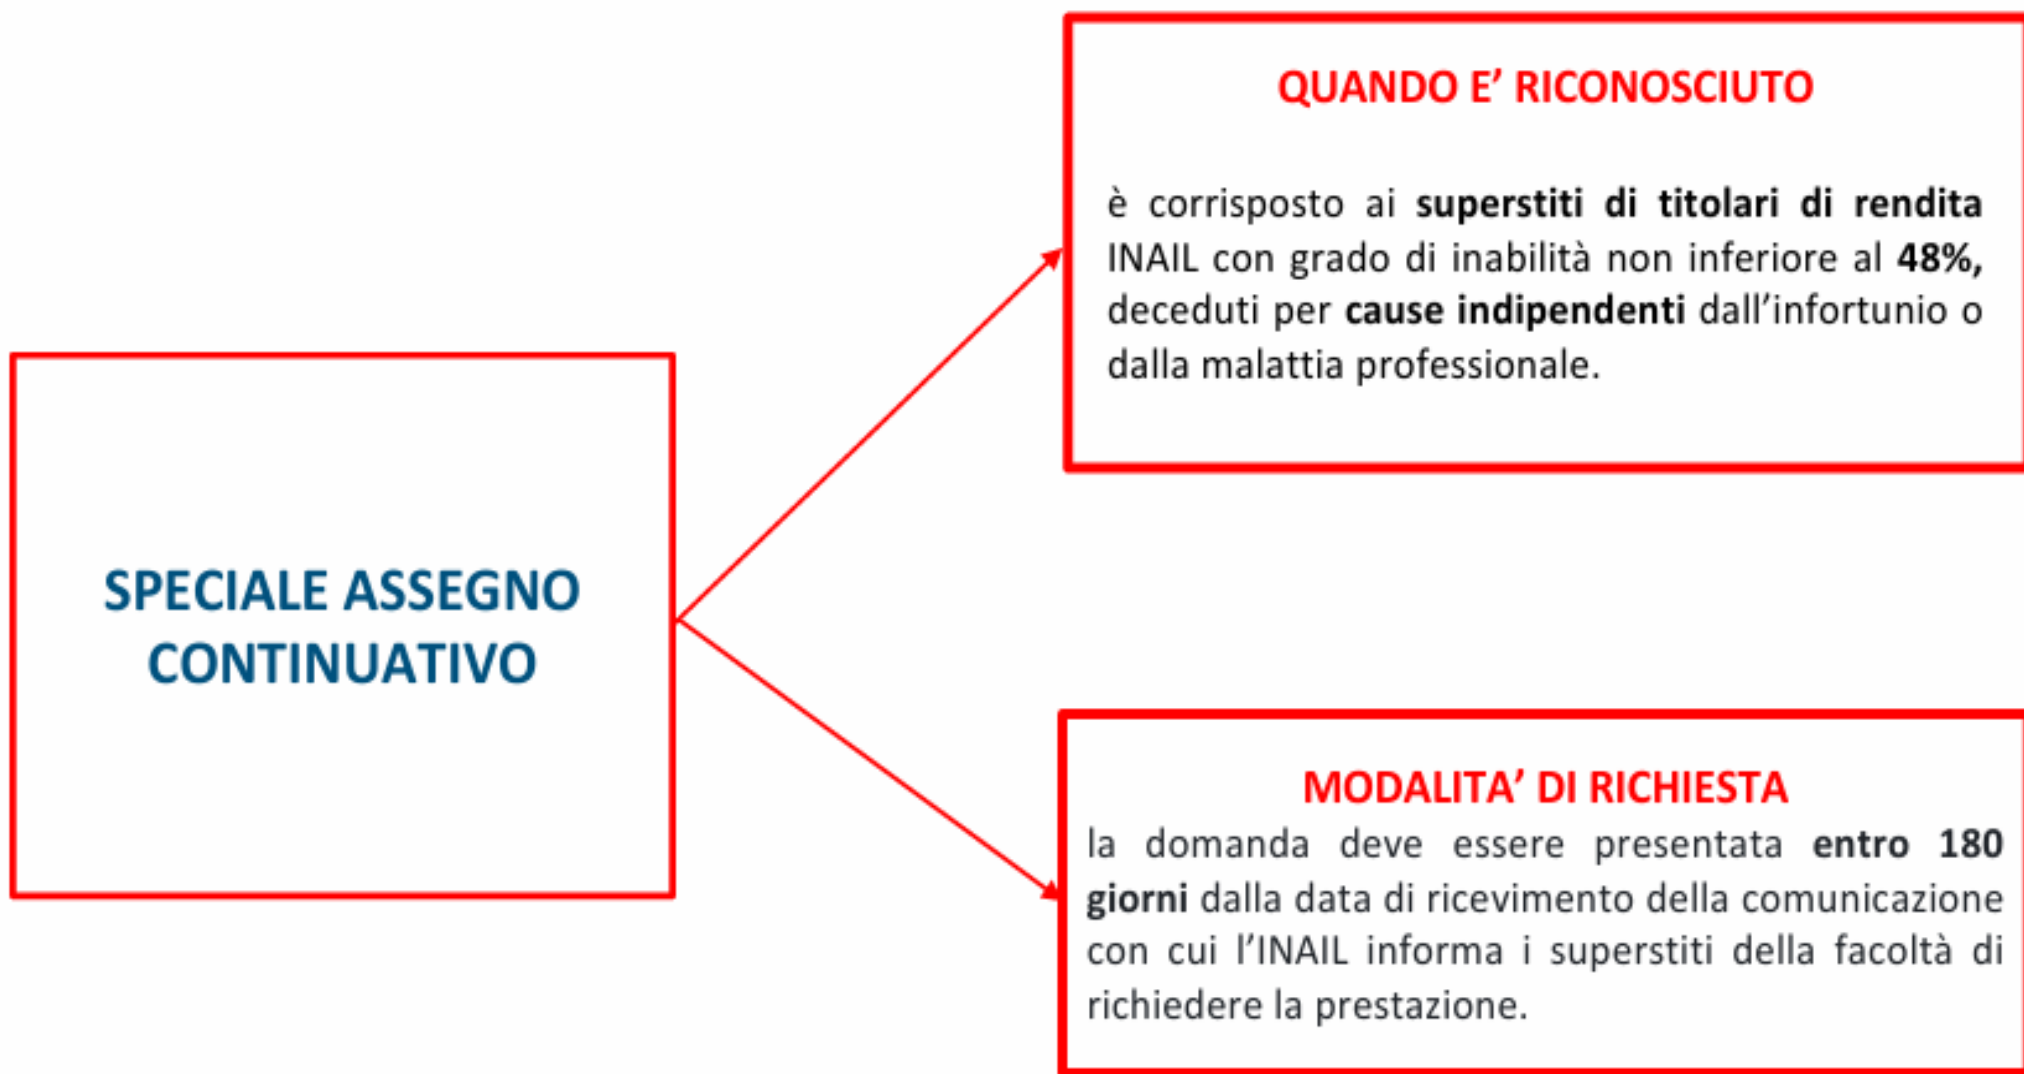 SPECIALE ASSEGNO
CONTINUATIVO
QUANDO E’ RICONOSCIUTO
è corrisposto ai superstiti di titolari di rendita
INAIL con grado di inabilità non inferiore al 48%,
deceduti per cause indipendenti dall’infortunio o
dalla malattia professionale.
MODALITA’ DI RICHIESTA
la domanda deve essere presentata entro 180
giorni dalla data di ricevimento della comunicazione
con cui l’INAIL informa i superstiti della facoltà di
richiedere la prestazione.